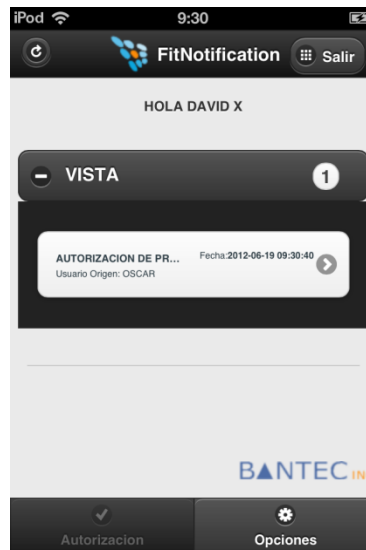 iPod 9:30
FitNotification Salir
HOLA DAVID X
VISTA 1
AUTORIZACION DE PR... Fecha:2012-06-19 09:30:40
Usuario Origen: OSCAR
BANTEC IN
Autorizacion Opciones